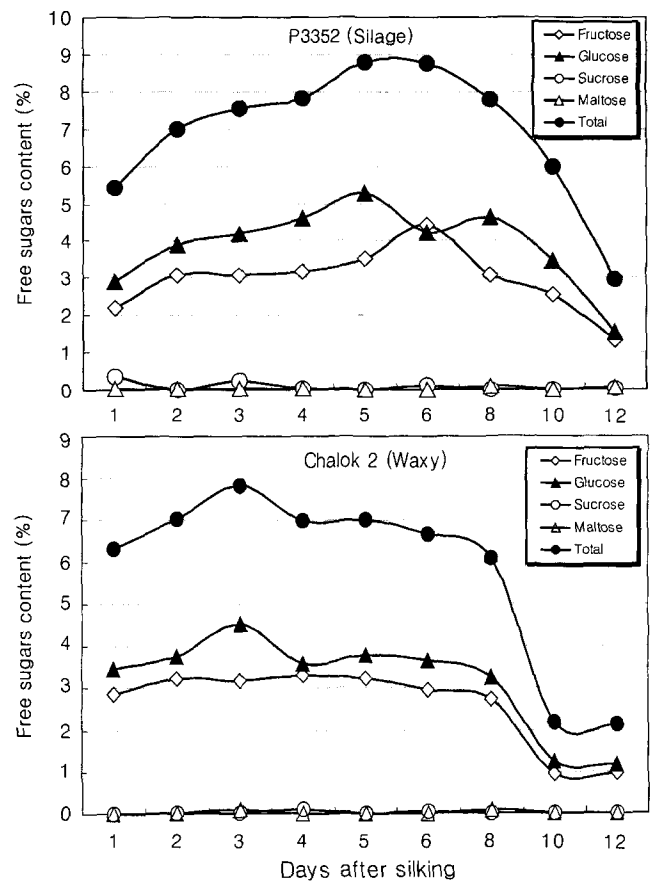 P3352 (Silage)
Fructose
Glucose
Sucrose
Maltose
Total
Free sugars content (%)
10
9
8
7
6
5
4
3
2
1
0
1 2 3 4 5 6 8 10 12
Chalok 2 (Waxy)
Fructose
Glucose
Sucrose
Maltose
Total
Free sugars content (%)
9
8
7
6
5
4
3
2
1
0
1 2 3 4 5 6 8 10 12
Days after silking